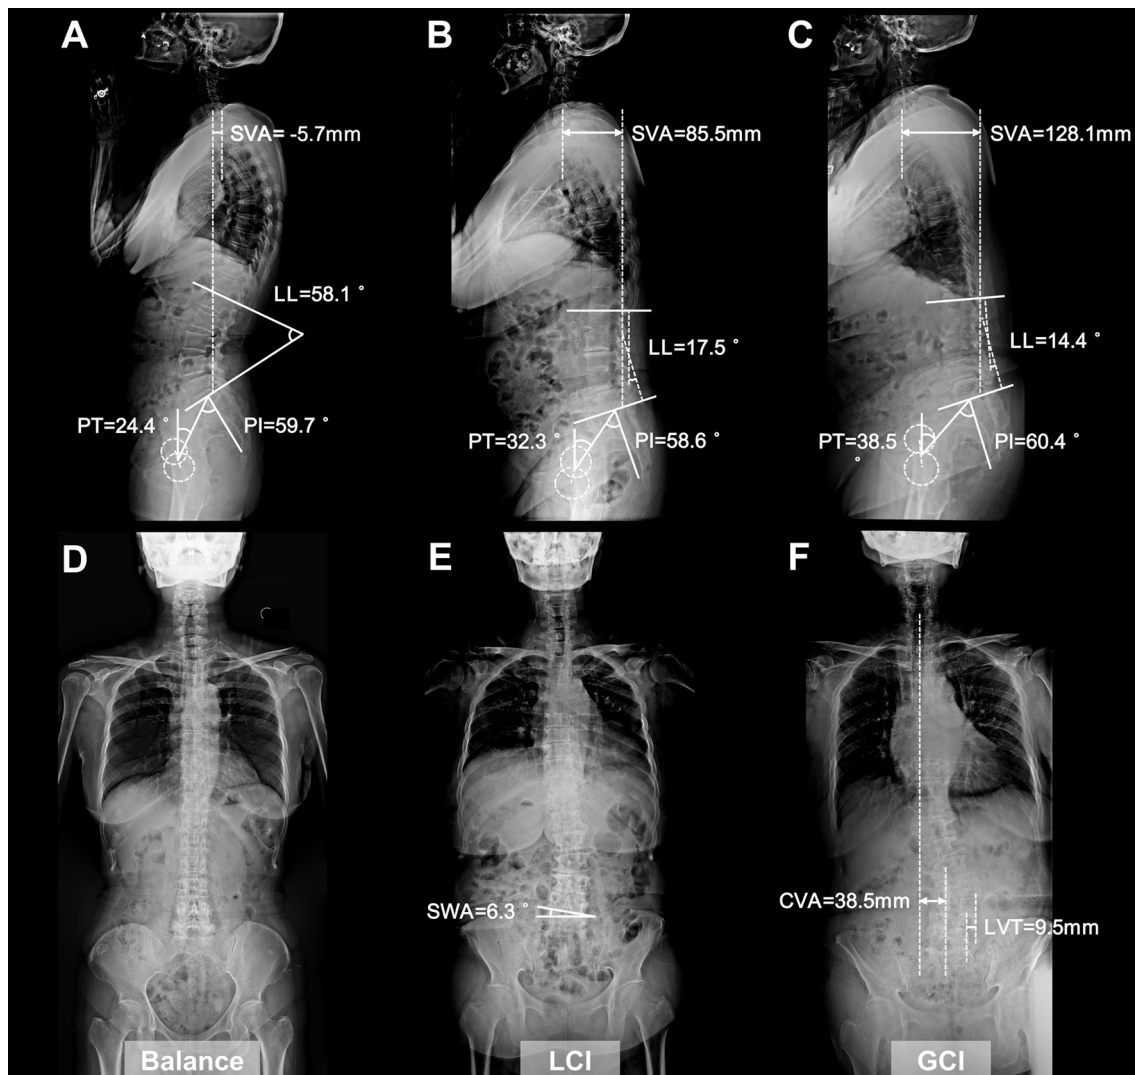 A
B
C
SVA= -5.7mm
SVA=85.5mm
SVA=128.1mm
LL=58.1 °
LL=17.5 °
LL=14.4 °
PT=24.4 °
PI=59.7 °
PT=32.3 °
PI=58.6 °
PT=38.5
°
PI=60.4 °
D
E
F
SWA=6.3 °
CVA=38.5mm
LVT=9.5mm
Balance
LCI
GCI